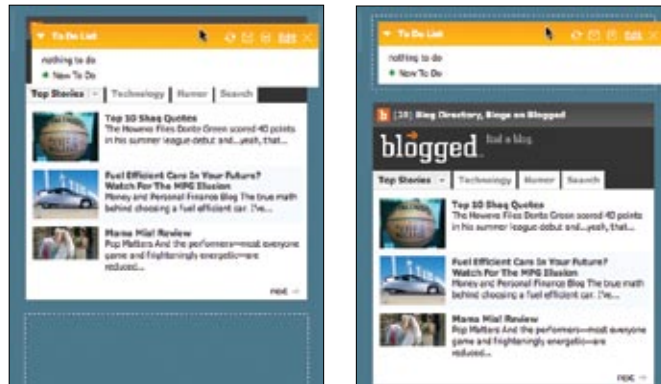 To Do List
Edit
nothing to do
New To Do
Top Stories
Technology
Humor
Search
Top 10 Shaq Quotes
The Howevs Files Donte Green scored 40 points
in his summer league debut and...yeah, that...
Fuel Efficient Cars In Your Future?
Watch For The MPG Illusion
Money and Personal Finance Blog The true math
behind choosing a fuel efficient car. I've...
Mama Mia! Review
Pop Matters And the performers—most everyone
game and frighteningly energetic—are
reduced...
next →
To Do List
Edit
nothing to do
New To Do
Blog Directory, Blogs on Blogged
blogged
find a blog
Top Stories
Technology
Humor
Search
Top 10 Shaq Quotes
The Howevs Files Donte Green scored 40 points
in his summer league debut and...yeah, that...
Fuel Efficient Cars In Your Future?
Watch For The MPG Illusion
Money and Personal Finance Blog The true math
behind choosing a fuel efficient car. I've...
Mama Mia! Review
Pop Matters And the performers—most everyone
game and frighteningly energetic—are
reduced...
next →